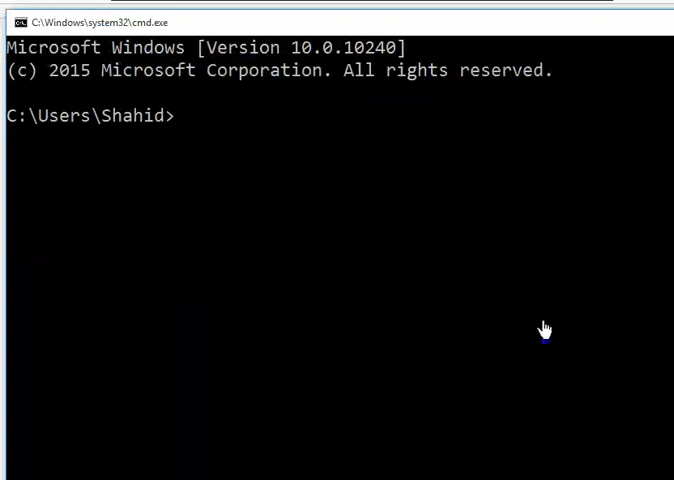 C:\Windows\system32\cmd.exe
Microsoft Windows [Version 10.0.10240]
(c) 2015 Microsoft Corporation. All rights reserved.
C:\Users\Shahid>